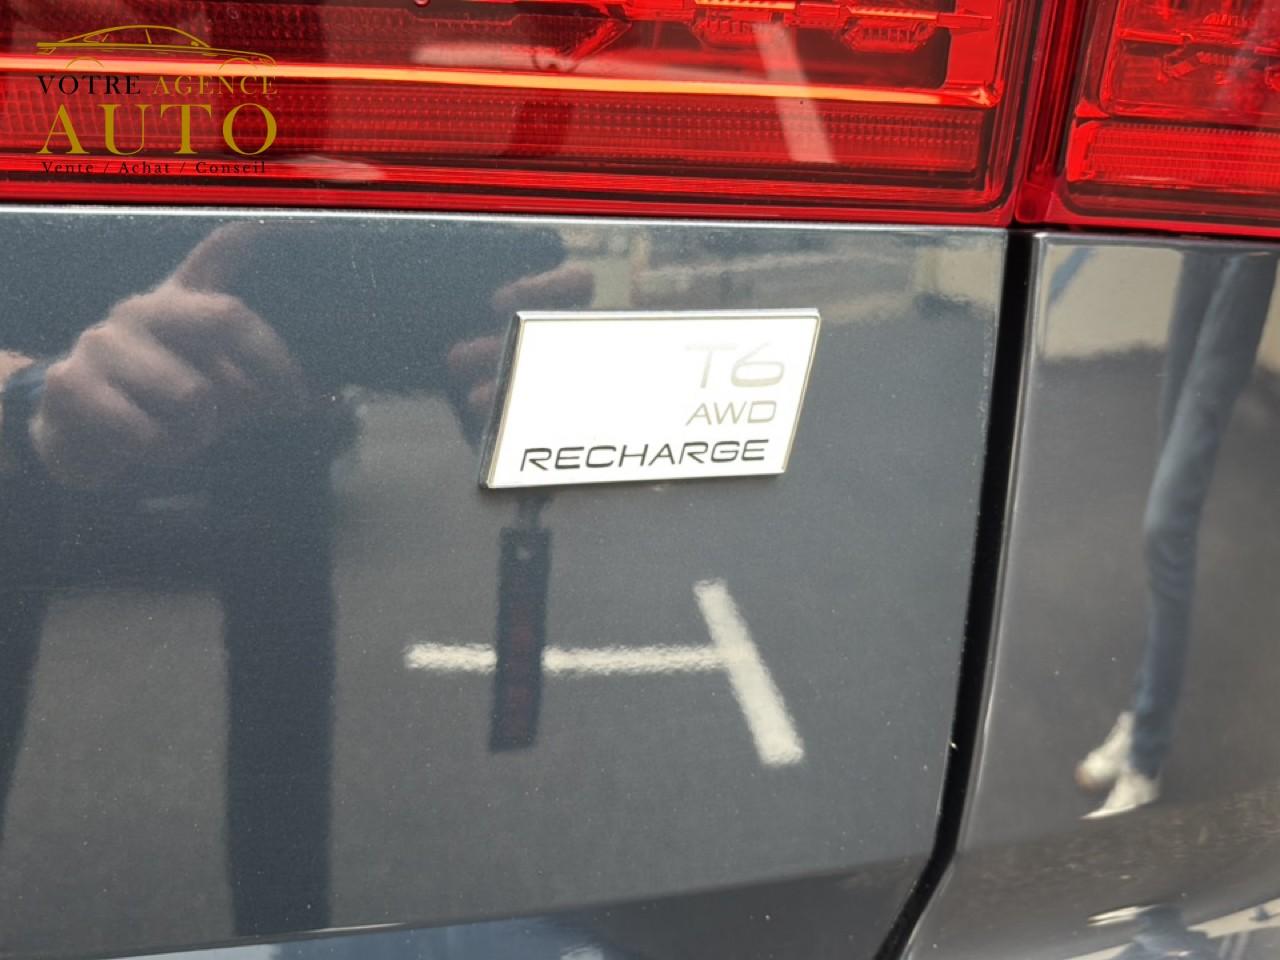 VOTRE AGENCE
AUTO
Vente / Achat / Conseil
T6
AWD
RECHARGE